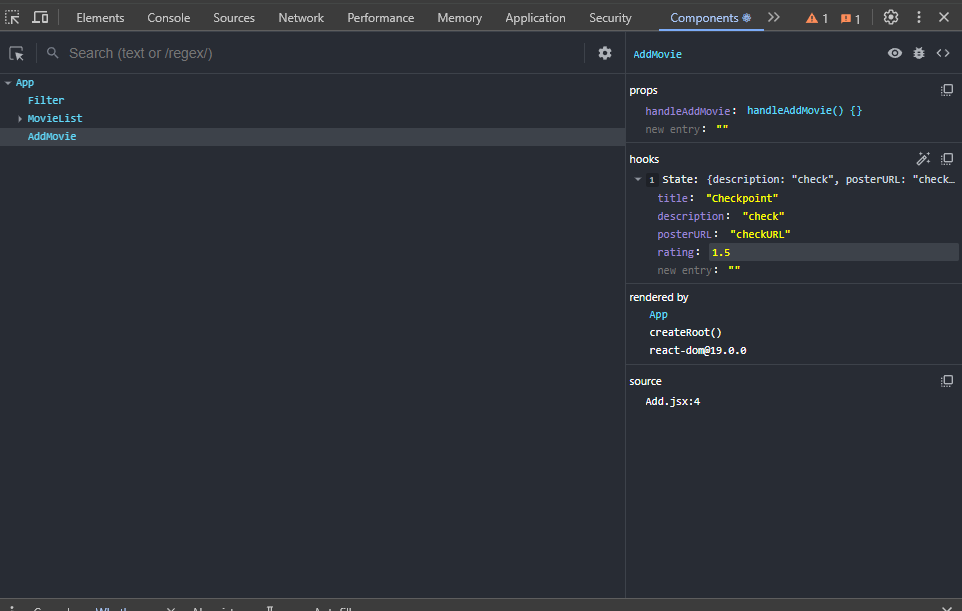 Elements Console Sources Network Performance Memory Application Security Components 1 1
Search (text or /regex/)
AddMovie
App
Filter
MovieList
AddMovie
props
handleAddMovie: handleAddMovie() {}
new entry: ""
hooks
1 State: {description: "check", posterURL: "check…
title: "Checkpoint"
description: "check"
posterURL: "checkURL"
rating: 1.5
new entry: ""
rendered by
App
createRoot()
react-dom@19.0.0
source
Add.jsx:4